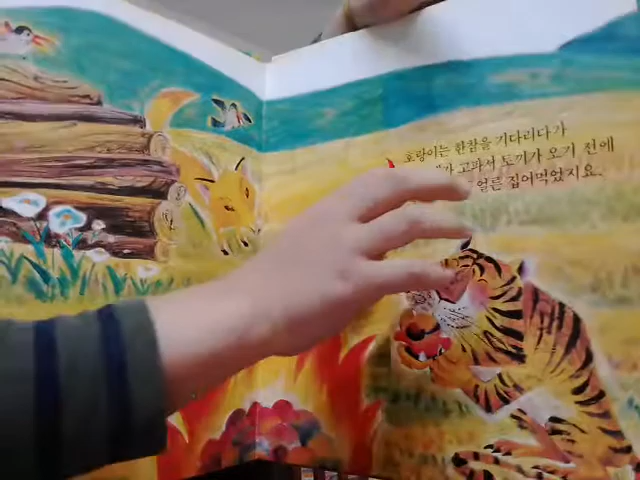 호랑이는 한참을 기다리다가
고파서 토끼가 오기 전에
얼른 집어먹었지요.